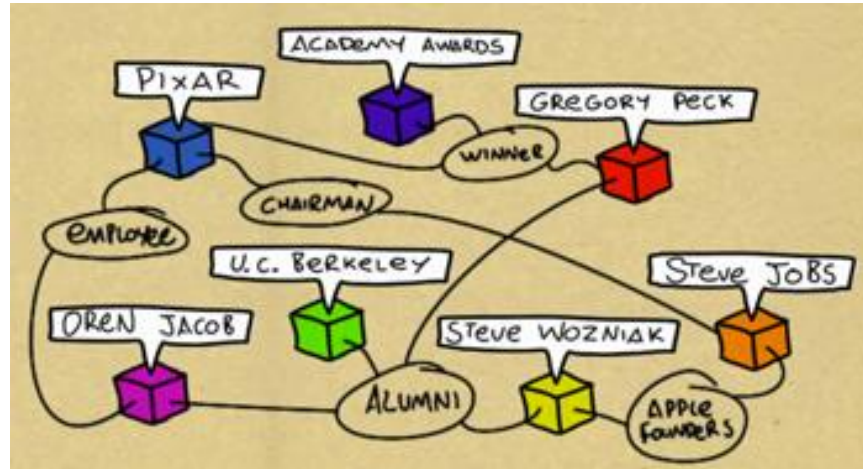 ACADEMY AWARDS
PIXAR
GREGORY PECK
WINNER
CHAIRMAN
EMPLOYEE
U.C. BERKELEY
STEVE JOBS
OREN JACOB
STEVE WOZNIAK
ALUMNI
APPLE
FOUNDERS